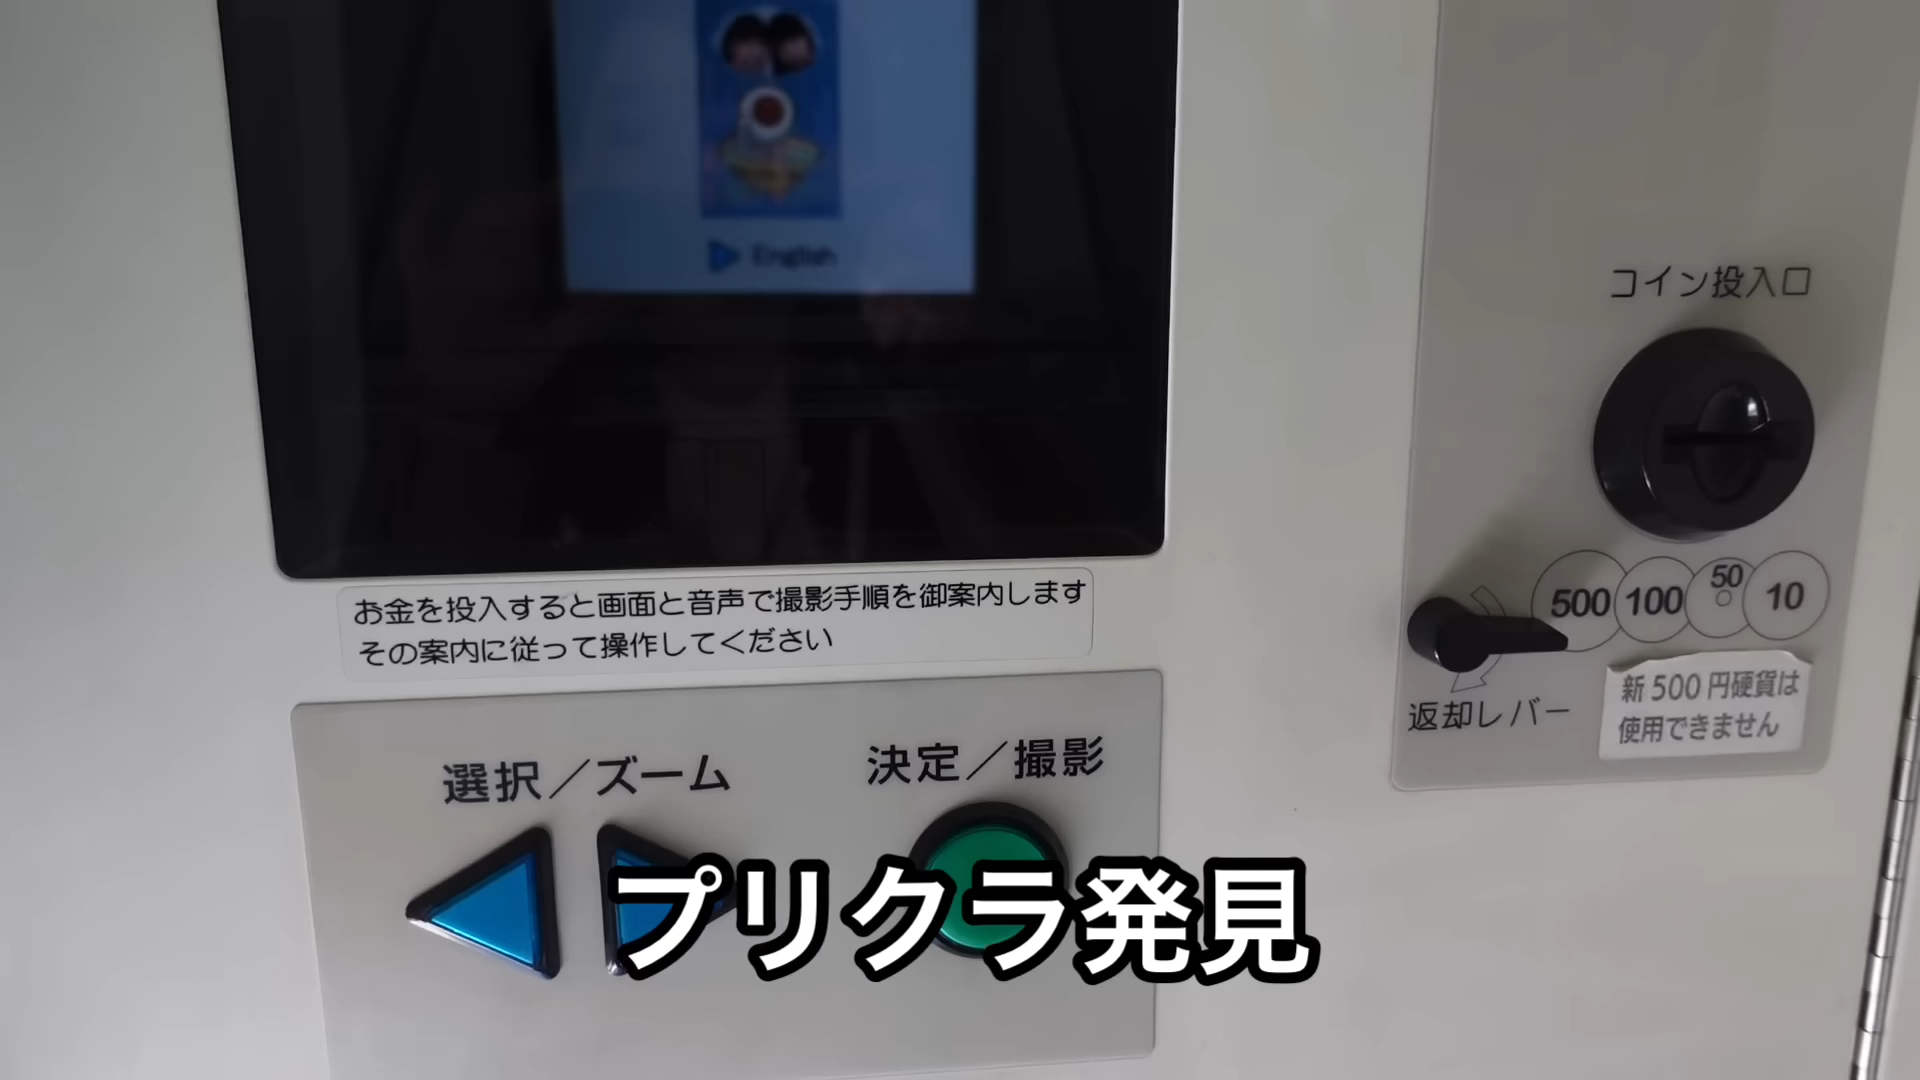 English
コイン投入口
500 100 50 10
新500円硬貨は
使用できません
返却レバー
お金を投入すると画面と音声で撮影手順を御案内します
その案内に従って操作してください
選択／ズーム
決定／撮影
プリクラ発見